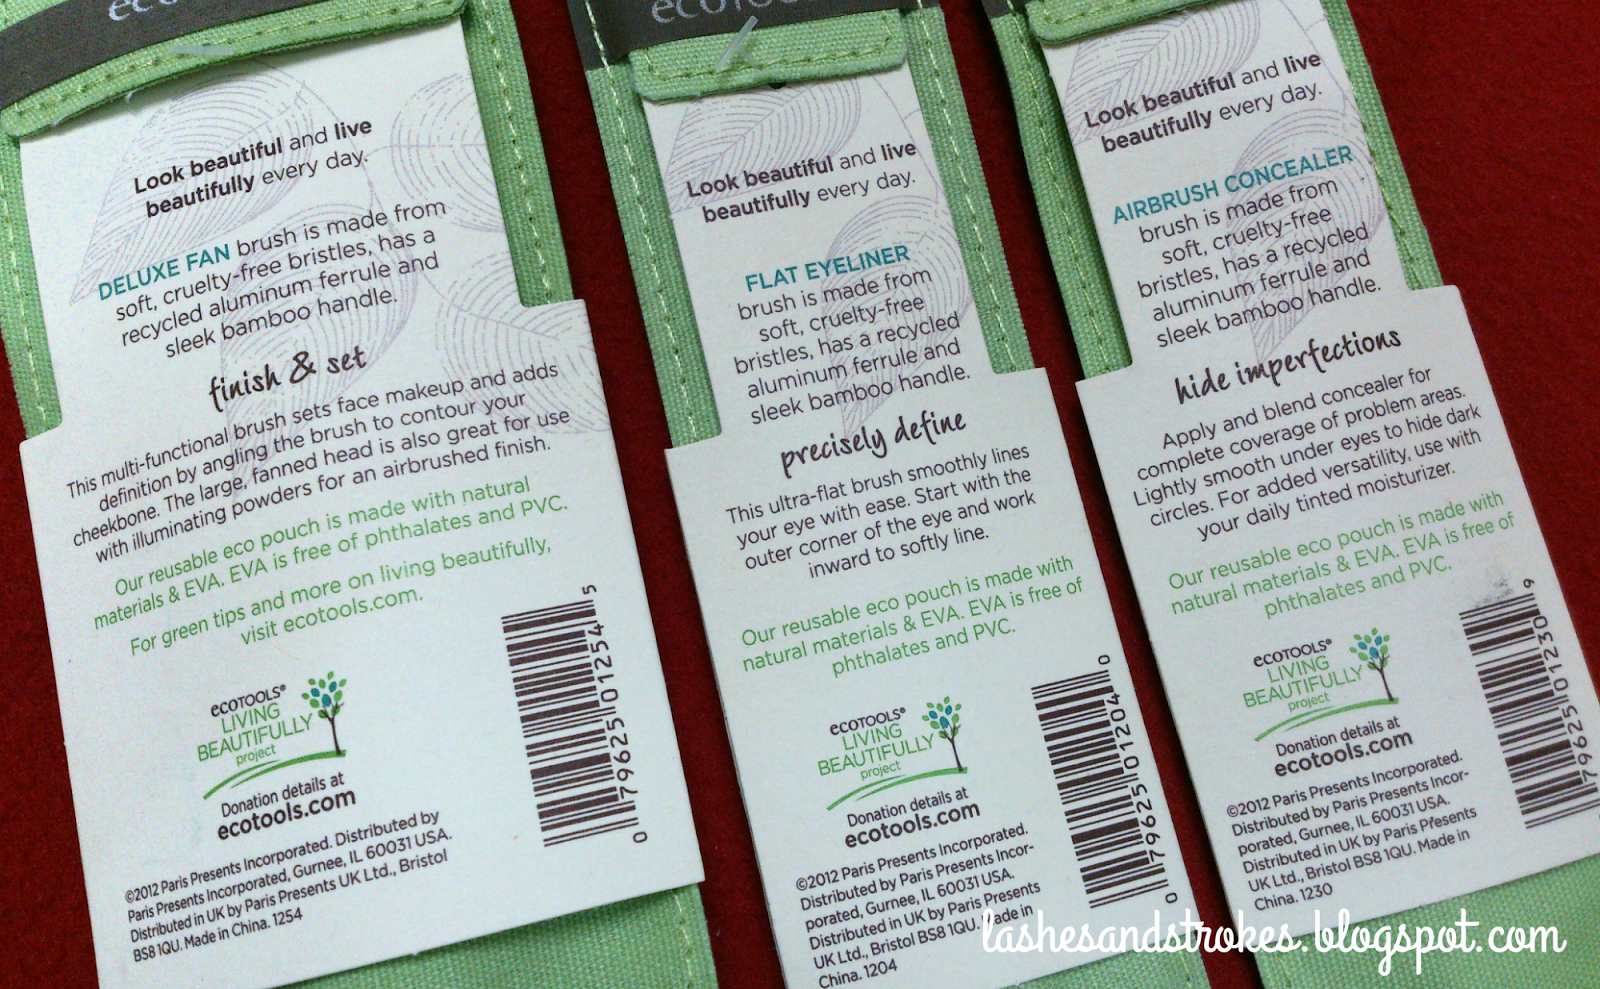 ecotools
Look beautiful and live
beautifully every day.
DELUXE FAN brush is made from
soft, cruelty-free bristles, has a
recycled aluminum ferrule and
sleek bamboo handle.
finish & set
This multi-functional brush sets face makeup and adds
definition by angling the brush to contour your
cheekbone. The large, fanned head is also great for use
with illuminating powders for an airbrushed finish.
Our reusable eco pouch is made with natural
materials & EVA. EVA is free of phthalates and PVC.
For green tips and more on living beautifully,
visit ecotools.com.
ecoTOOLS®
LIVING
BEAUTIFULLY
project
Donation details at
ecotools.com
©2012 Paris Presents Incorporated. Distributed by
Paris Presents Incorporated, Gurnee, IL 60031 USA.
Distributed in UK by Paris Presents UK Ltd., Bristol
BS8 1QU. Made in China. 1254
0 79625 01254 5
Look beautiful and live
beautifully every day.
FLAT EYELINER
brush is made from
soft, cruelty-free
bristles, has a recycled
aluminum ferrule and
sleek bamboo handle.
precisely define
This ultra-flat brush smoothly lines
your eye with ease. Start with the
outer corner of the eye and work
inward to softly line.
Our reusable eco pouch is made with
natural materials & EVA. EVA is free of
phthalates and PVC.
ecoTOOLS®
LIVING
BEAUTIFULLY
project
Donation details at
ecotools.com
©2012 Paris Presents Incorporated.
Distributed by Paris Presents Incor-
porated, Gurnee, IL 60031 USA.
Distributed in UK by Paris Presents
UK Ltd., Bristol BS8 1QU. Made in
China. 1204
0 79625 01204 0
Look beautiful and live
beautifully every day.
AIRBRUSH CONCEALER
brush is made from
soft, cruelty-free
bristles, has a recycled
aluminum ferrule and
sleek bamboo handle.
hide imperfections
Apply and blend concealer for
complete coverage of problem areas.
Lightly smooth under eyes to hide dark
circles. For added versatility, use with
your daily tinted moisturizer.
Our reusable eco pouch is made with
natural materials & EVA. EVA is free of
phthalates and PVC.
ecoTOOLS®
LIVING
BEAUTIFULLY
project
Donation details at
ecotools.com
©2012 Paris Presents Incorporated.
Distributed by Paris Presents Incor-
porated, Gurnee, IL 60031 USA.
Distributed in UK by Paris Presents
UK Ltd., Bristol BS8 1QU. Made in
China. 1230
79625 01230 9
lashesandstrokes.blogspot.com